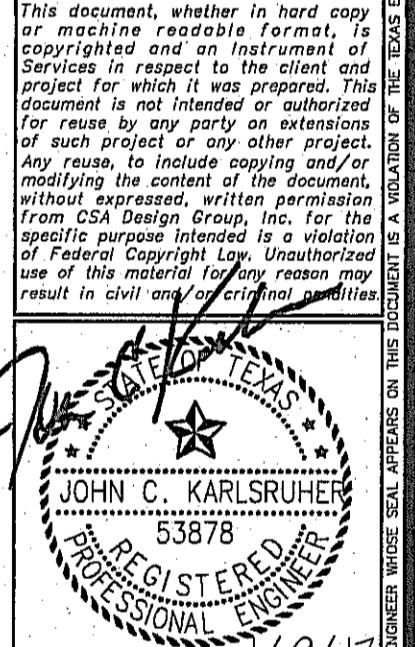 This document, whether in hard copy
or machine readable format, is
copyrighted and an Instrument of
Services in respect to the client and
project for which it was prepared. This
document is not intended or authorized
for reuse by any party on extensions
of such project or any other project.
Any reuse, to include copying and/or
modifying the content of the document,
without expressed, written permission
from CSA Design Group, Inc. for the
specific purpose intended is a violation
of Federal Copyright Law. Unauthorized
use of this material for any reason may
result in civil and/or criminal penalties.
STATE OF TEXAS
JOHN C. KARLSRUHER
53878
REGISTERED
PROFESSIONAL ENGINEER
NGINEER WHOSE SEAL APPEARS ON THIS DOCUMENT IS A VIOLATION OF THE TEXAS E